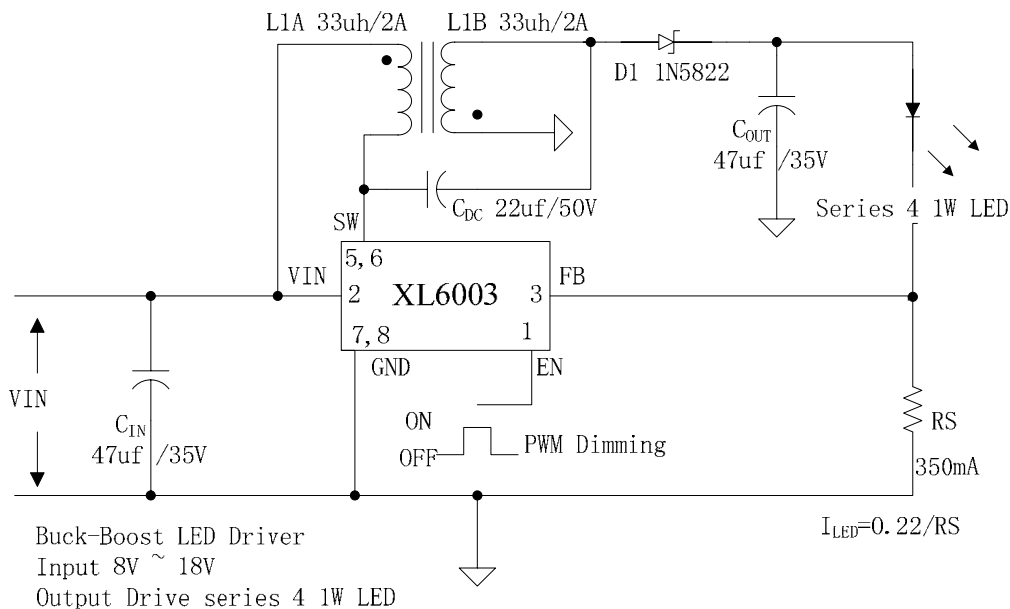 L1A 33uh/2A L1B 33uh/2A
D1 1N5822
COUT
47uf /35V
CDC 22uf/50V
Series 4 1W LED
SW
5,6
VIN
FB
2
XL6003
3
7,8
1
GND
EN
VIN
CIN
47uf /35V
ON
OFF
PWM Dimming
RS
350mA
ILED=0.22/RS
Buck-Boost LED Driver
Input 8V ~ 18V
Output Drive series 4 1W LED